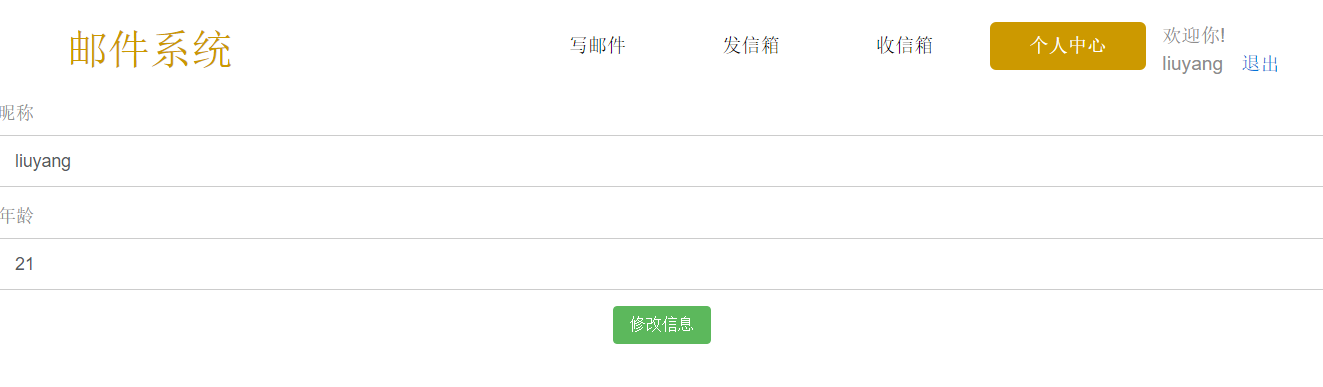 邮件系统
写邮件
发信箱
收信箱
个人中心
欢迎你!
liuyang 退出
昵称
liuyang
年龄
21
修改信息